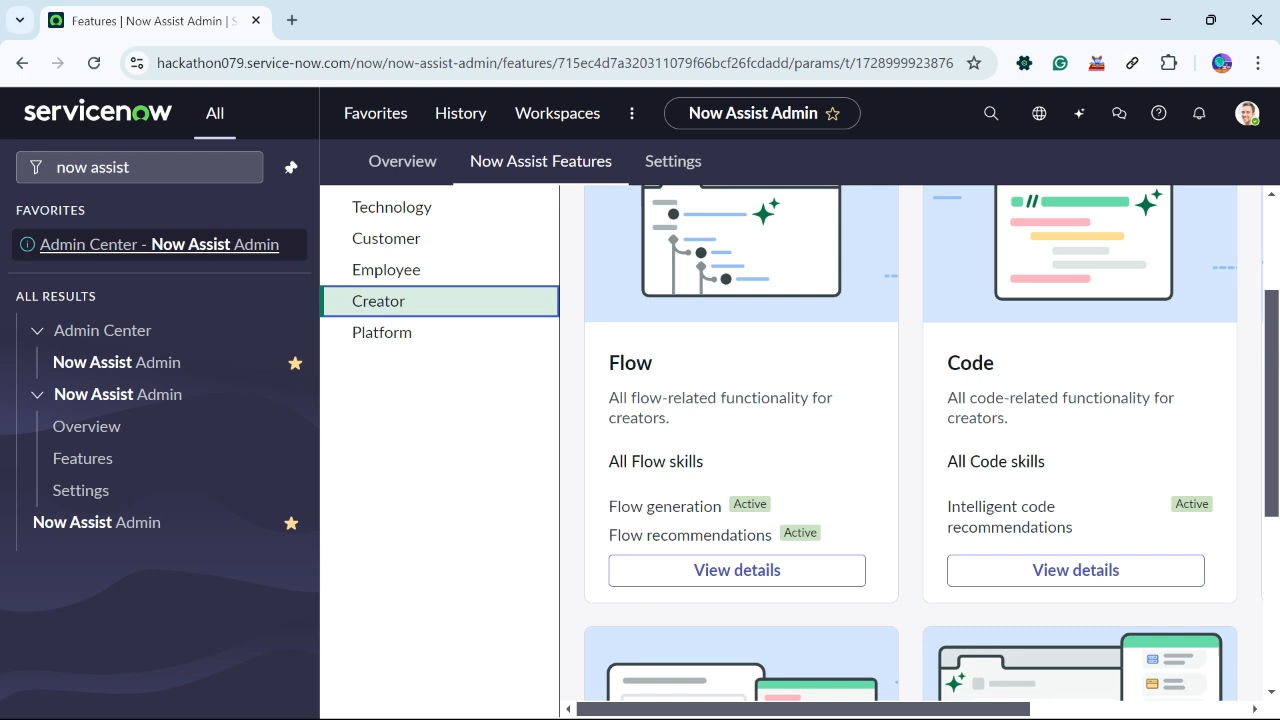 Features | Now Assist Admin | S
hackathon079.service-now.com/now/now-assist-admin/features/715ec4d7a320311079f66bcf26fcdadd/params/t/1728999923876
servicenow
All
Favorites
History
Workspaces
Now Assist Admin
now assist
Overview
Now Assist Features
Settings
FAVORITES
Admin Center - Now Assist Admin
ALL RESULTS
Admin Center
Now Assist Admin
Now Assist Admin
Overview
Features
Settings
Now Assist Admin
Technology
Customer
Employee
Creator
Platform
Flow
All flow-related functionality for
creators.
All Flow skills
Flow generation Active
Flow recommendations Active
View details
Code
All code-related functionality for
creators.
All Code skills
Intelligent code Active
recommendations
View details